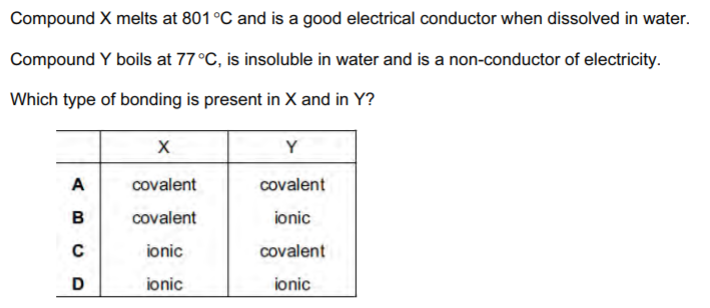 Compound X melts at 801 °C and is a good electrical conductor when dissolved in water.
Compound Y boils at 77 °C, is insoluble in water and is a non-conductor of electricity.
Which type of bonding is present in X and in Y?
X Y
A covalent covalent
B covalent ionic
C ionic covalent
D ionic ionic